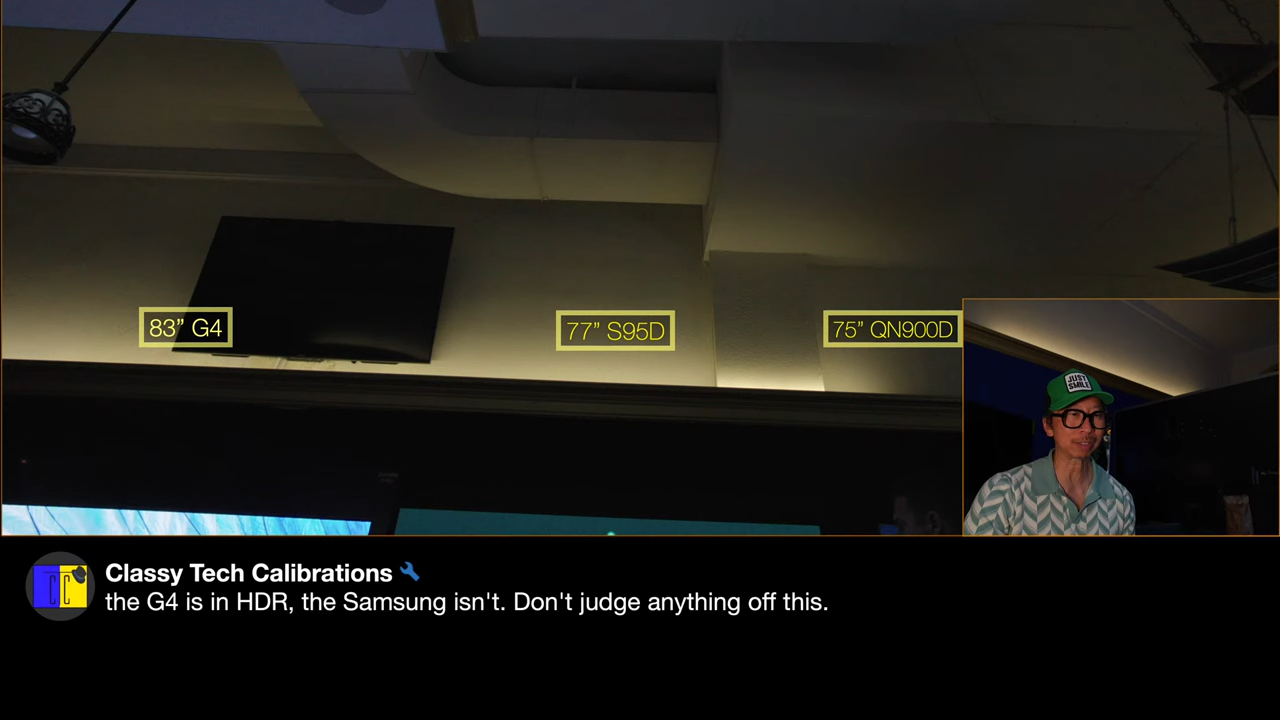 83” G4
77” S95D
75” QN900D
JUST
SMILE
CTC
Classy Tech Calibrations
the G4 is in HDR, the Samsung isn't. Don't judge anything off this.